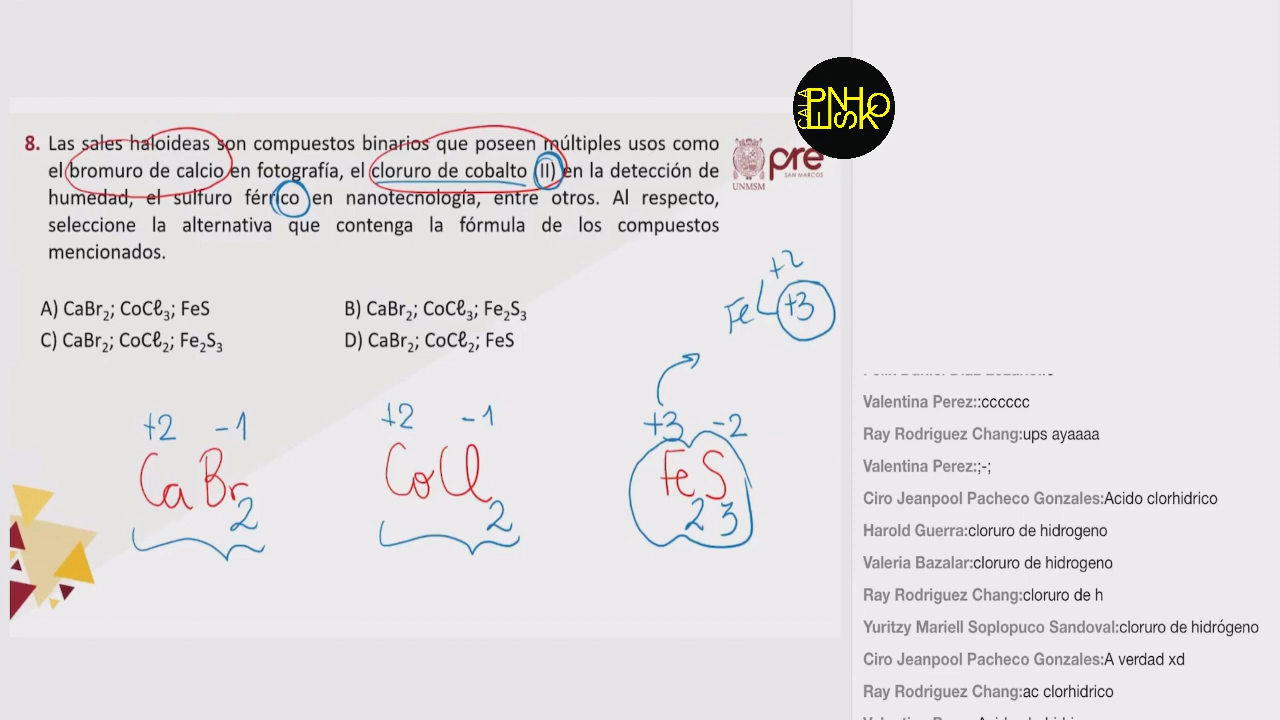 CALA
PNHO
ESK
8. Las sales haloideas son compuestos binarios que poseen múltiples usos como
el bromuro de calcio en fotografía, el cloruro de cobalto (II) en la detección de
humedad, el sulfuro férrico en nanotecnología, entre otros. Al respecto,
seleccione la alternativa que contenga la fórmula de los compuestos
mencionados.
pre
SAN MARCOS
UNMSM
A) CaBr₂; CoCℓ₃; FeS
B) CaBr₂; CoCℓ₃; Fe₂S₃
C) CaBr₂; CoCℓ₂; Fe₂S₃
D) CaBr₂; CoCℓ₂; FeS
+2
Fe +3
+2 -1
CaBr₂
+2 -1
CoCl₂
+3 -2
Fe₂S₃
Valentina Perez::cccccc
Ray Rodriguez Chang:ups ayaaaa
Valentina Perez:;-;
Ciro Jeanpool Pacheco Gonzales:Acido clorhidrico
Harold Guerra:cloruro de hidrogeno
Valeria Bazalar:cloruro de hidrogeno
Ray Rodriguez Chang:cloruro de h
Yuritzy Mariell Soplopuco Sandoval:cloruro de hidrógeno
Ciro Jeanpool Pacheco Gonzales:A verdad xd
Ray Rodriguez Chang:ac clorhidrico